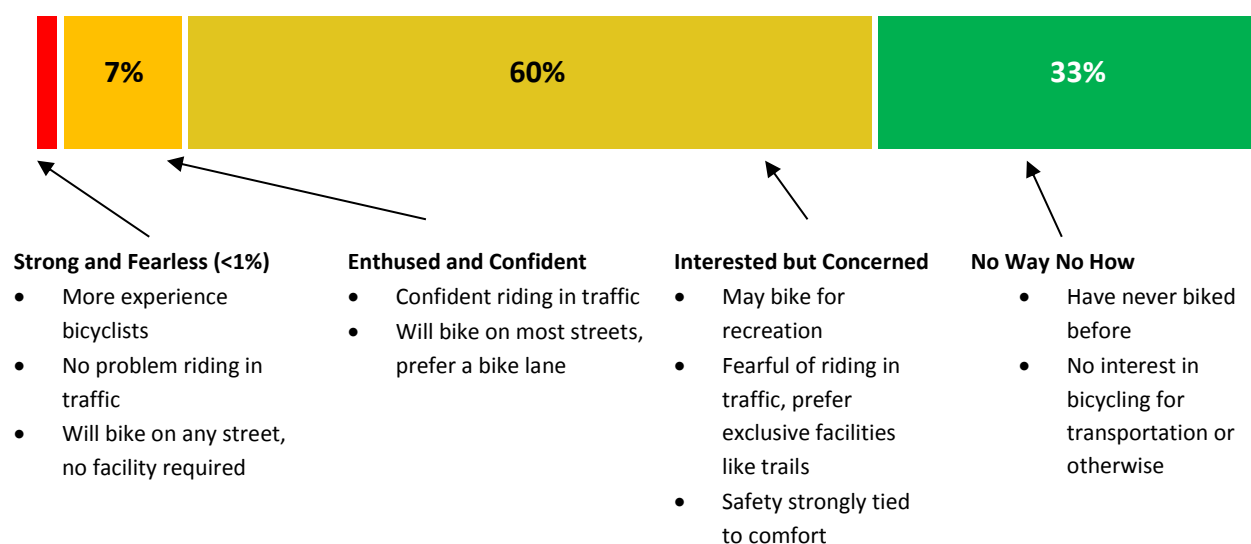 7%
60%
33%
Strong and Fearless (<1%)
• More experience
bicyclists
• No problem riding in
traffic
• Will bike on any street,
no facility required
Enthused and Confident
• Confident riding in traffic
• Will bike on most streets,
prefer a bike lane
Interested but Concerned
• May bike for
recreation
• Fearful of riding in
traffic, prefer
exclusive facilities
like trails
• Safety strongly tied
to comfort
No Way No How
• Have never biked
before
• No interest in
bicycling for
transportation or
otherwise